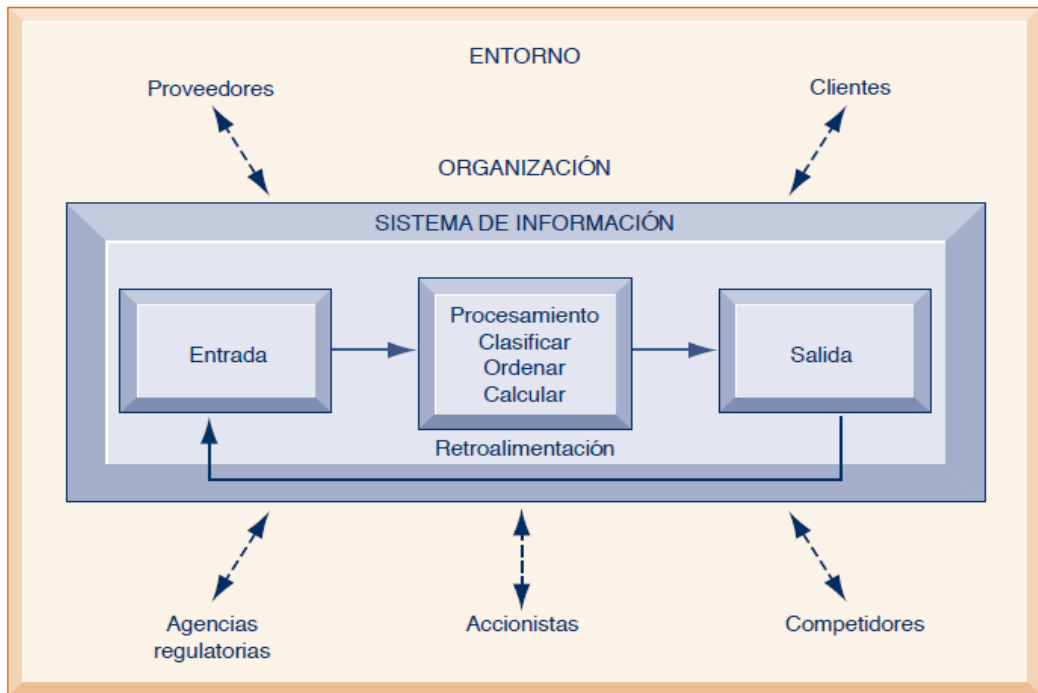 ENTORNO
Proveedores
Clientes
ORGANIZACIÓN
SISTEMA DE INFORMACIÓN
Entrada
Procesamiento
Clasificar
Ordenar
Calcular
Salida
Retroalimentación
Agencias
regulatorias
Accionistas
Competidores